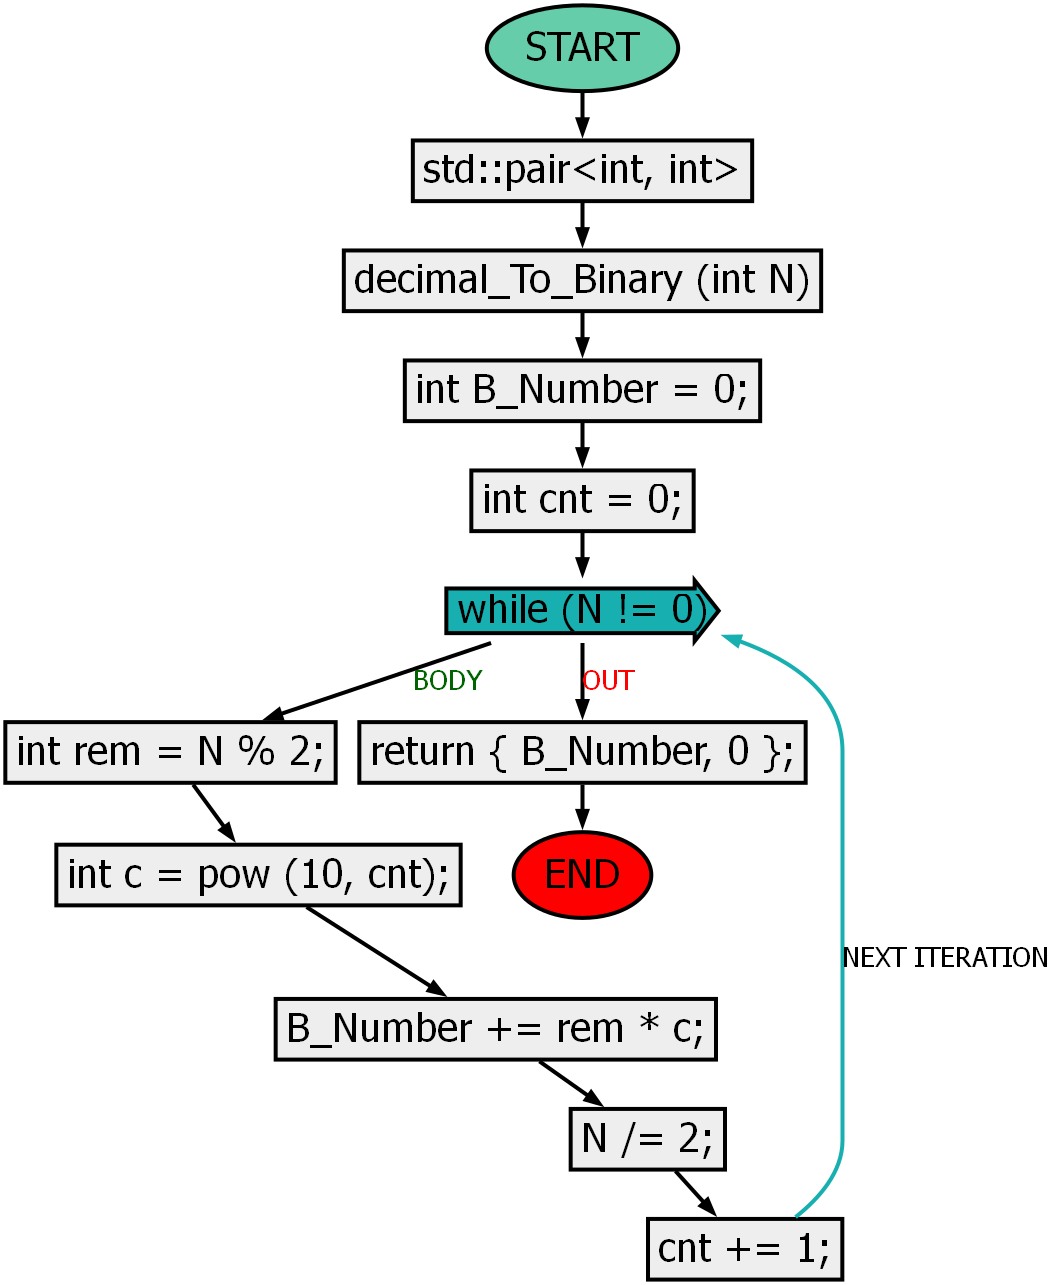 START
std::pair<int, int>
decimal_To_Binary (int N)
int B_Number = 0;
int cnt = 0;
while (N != 0)
BODY
OUT
int rem = N % 2;
return { B_Number, 0 };
int c = pow (10, cnt);
END
NEXT ITERATION
B_Number += rem * c;
N /= 2;
cnt += 1;